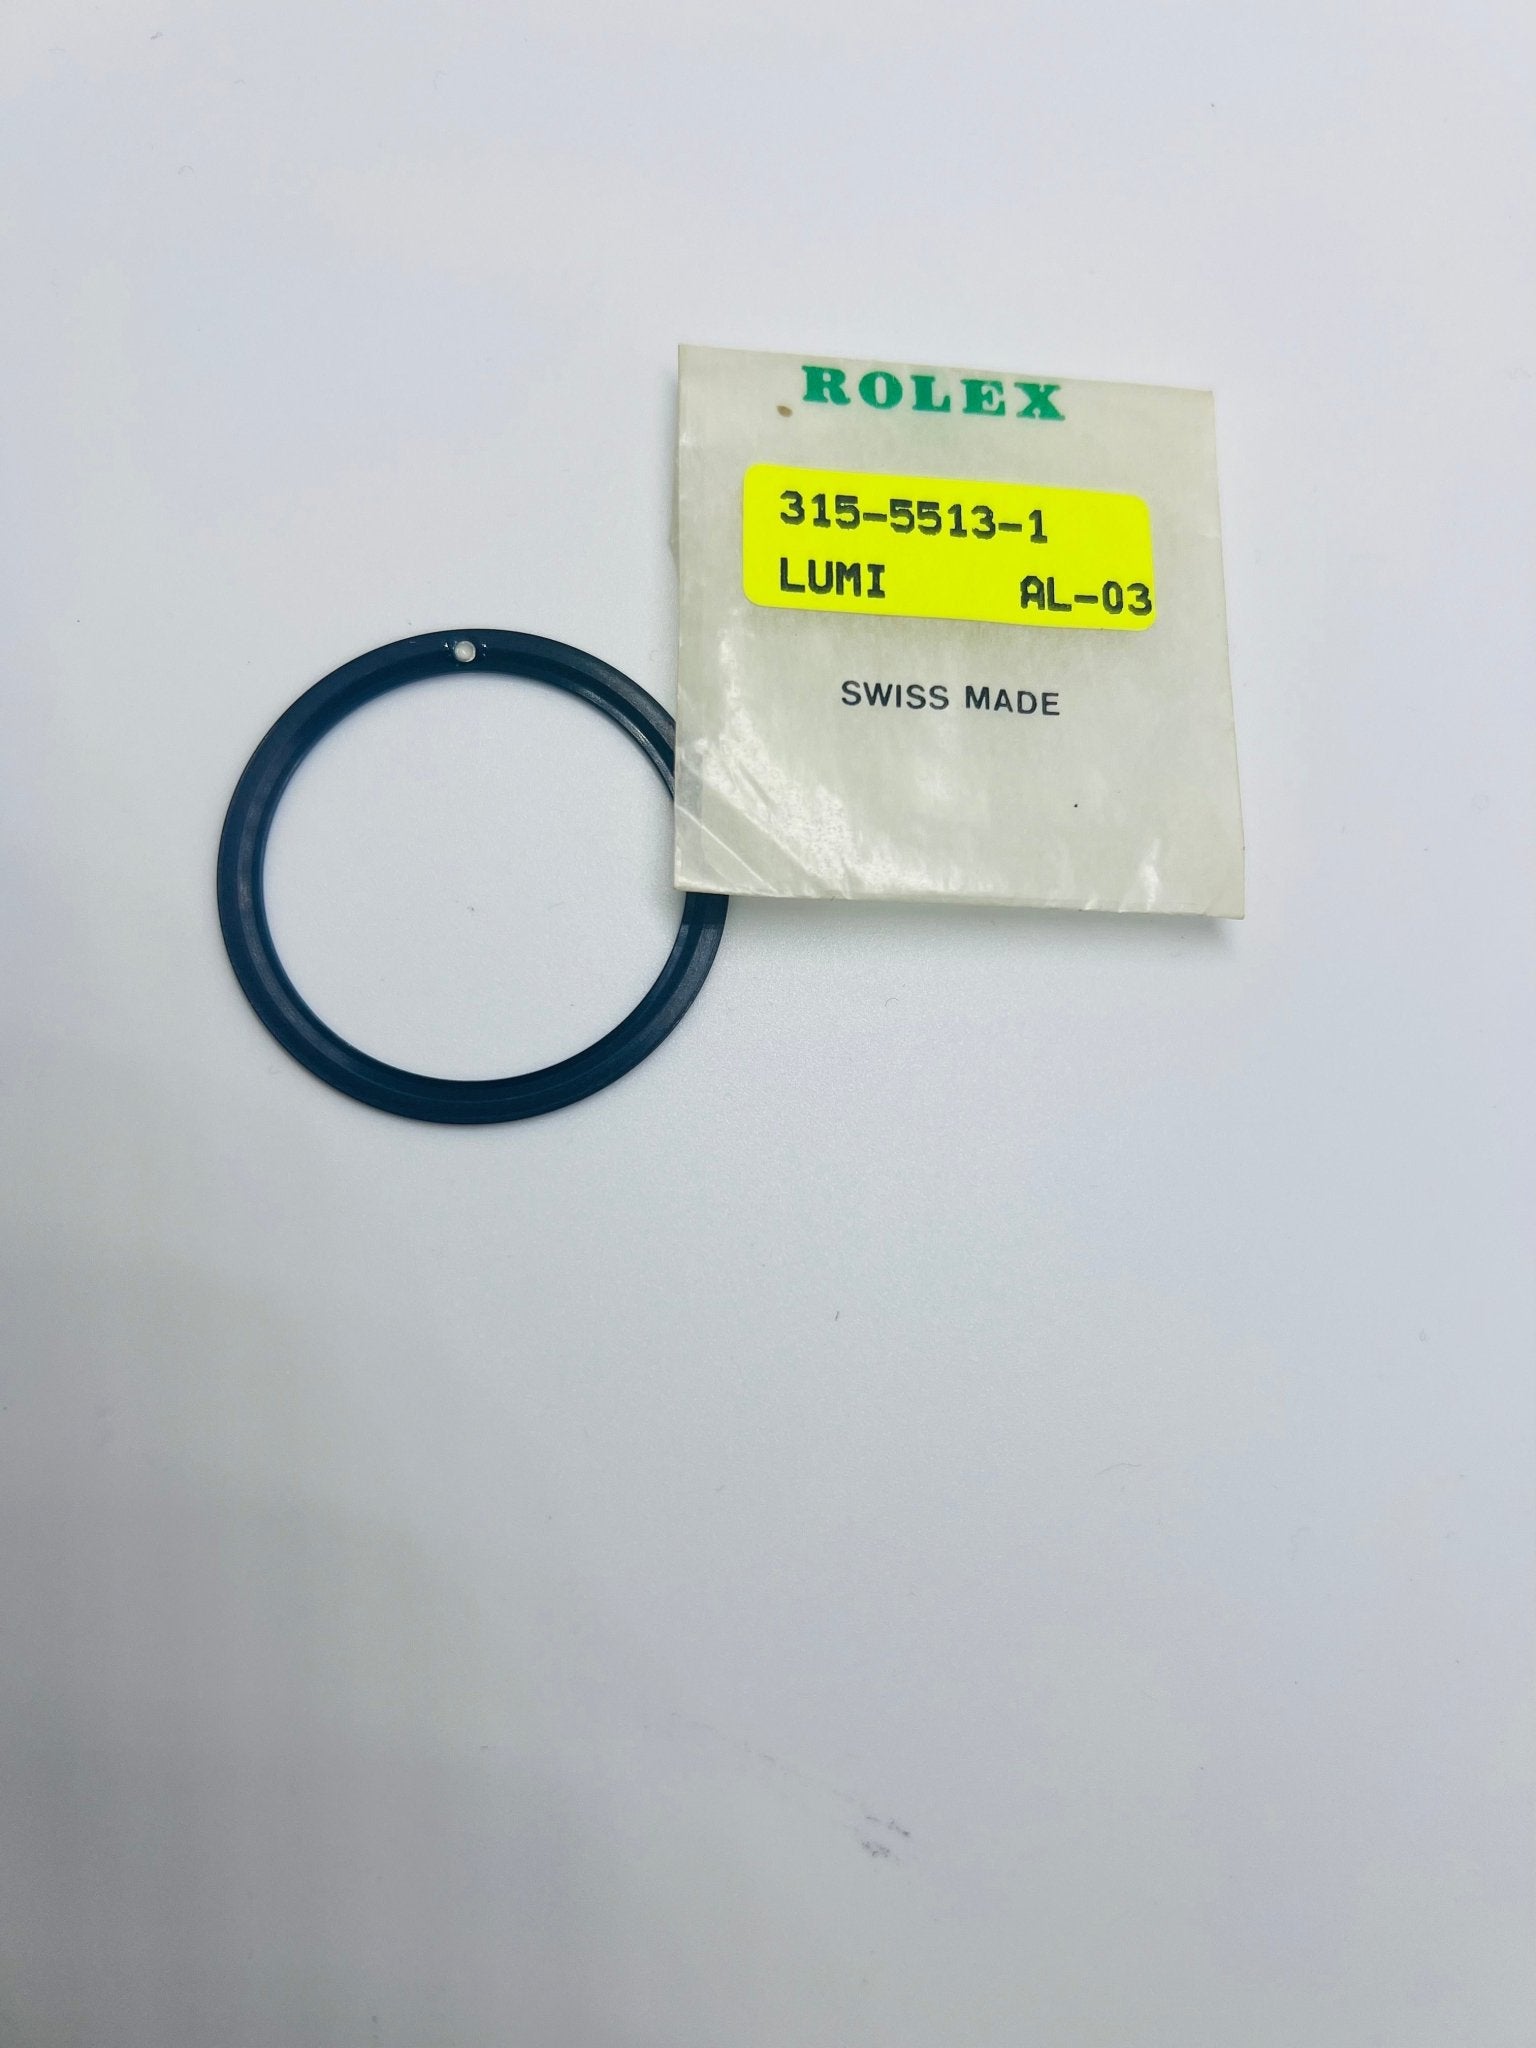 ROLEX
315-5513-1
LUMI AL-03
SWISS MADE